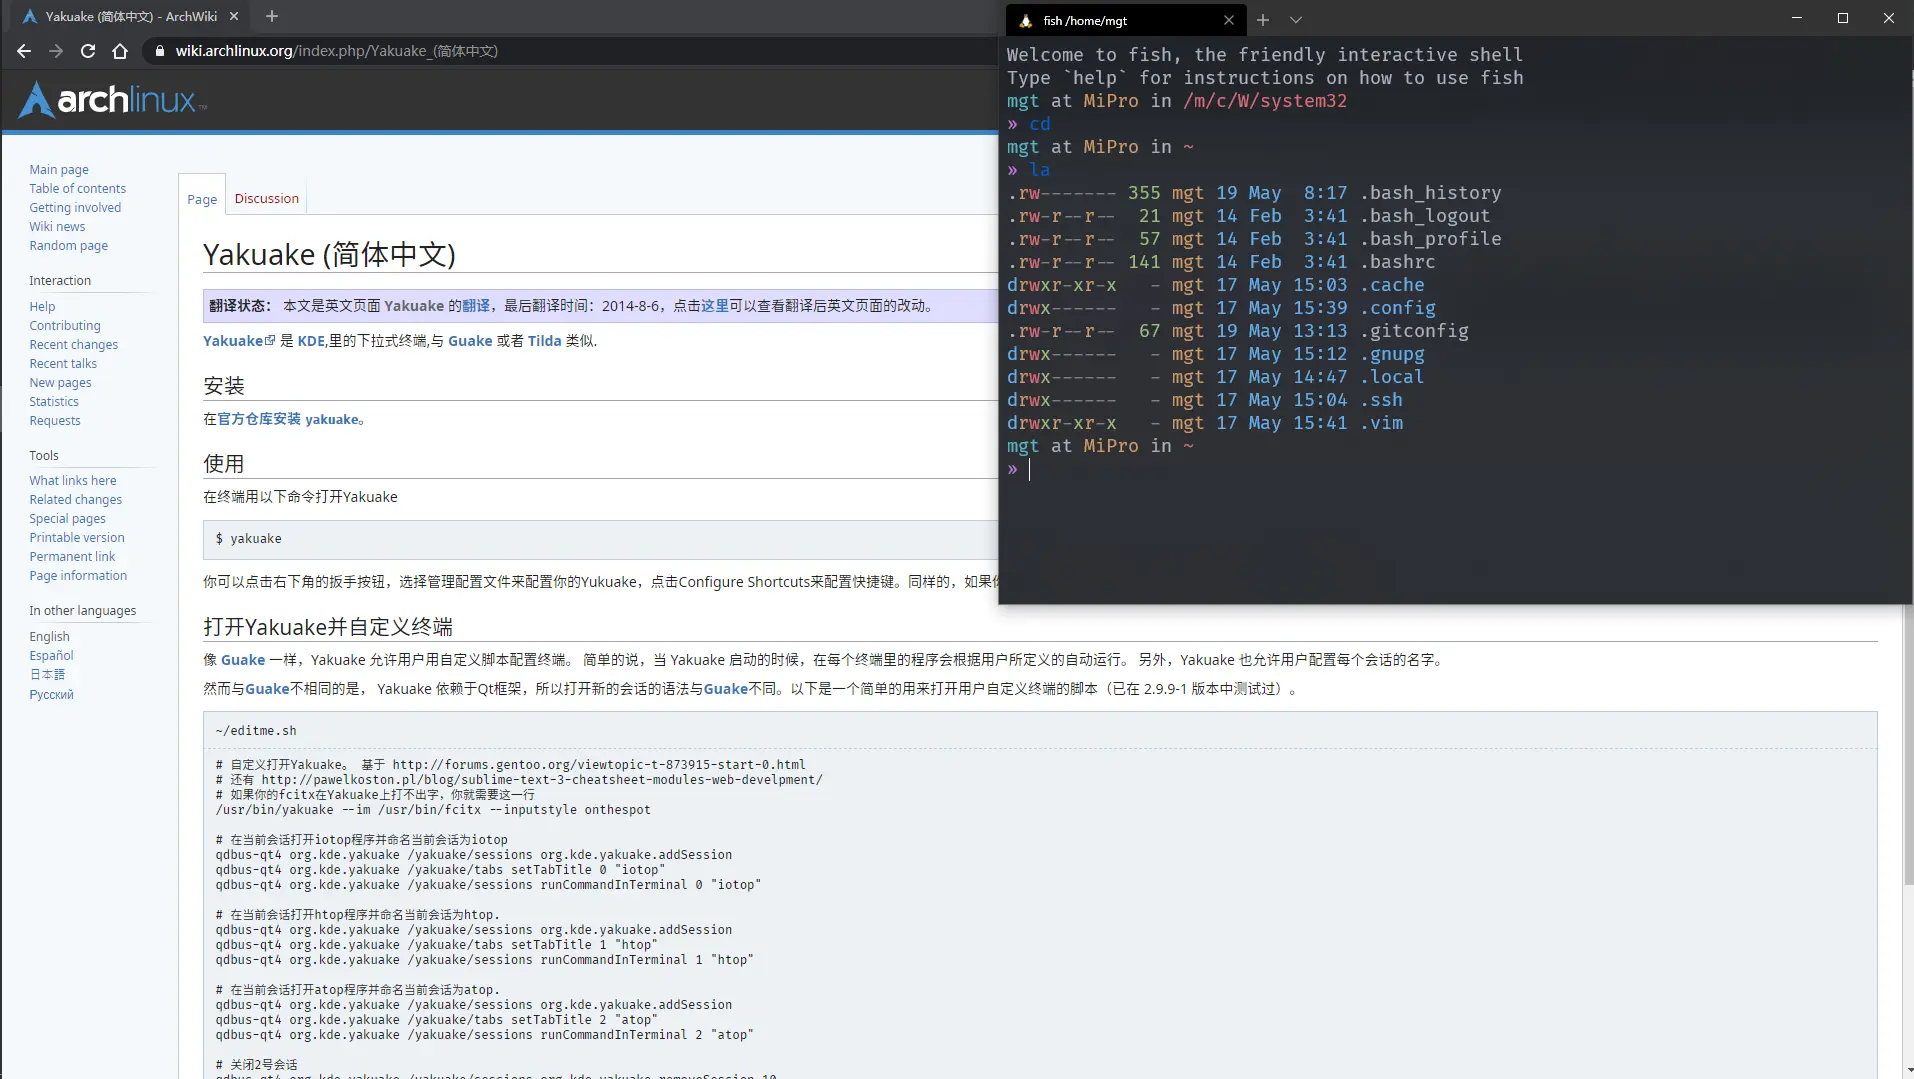 Yakuake (简体中文) - ArchWiki
wiki.archlinux.org/index.php/Yakuake_(简体中文)
archlinux™
Main page
Table of contents
Getting involved
Wiki news
Random page
Interaction
Help
Contributing
Recent changes
Recent talks
New pages
Statistics
Requests
Tools
What links here
Related changes
Special pages
Printable version
Permanent link
Page information
In other languages
English
Español
日本語
Русский
Page Discussion
Yakuake (简体中文)
翻译状态： 本文是英文页面 Yakuake 的翻译，最后翻译时间：2014-8-6，点击这里可以查看翻译后英文页面的改动。
Yakuake 是 KDE,里的下拉式终端,与 Guake 或者 Tilda 类似.
安装
在官方仓库安装 yakuake。
使用
在终端用以下命令打开Yakuake
$ yakuake
你可以点击右下角的扳手按钮，选择管理配置文件来配置你的Yukuake，点击Configure Shortcuts来配置快捷键。同样的，如果
打开Yakuake并自定义终端
像 Guake 一样，Yakuake 允许用户用自定义脚本配置终端。 简单的说，当 Yakuake 启动的时候，在每个终端里的程序会根据用户所定义的自动运行。 另外，Yakuake 也允许用户配置每个会话的名字。
然而与Guake不相同的是， Yakuake 依赖于Qt框架，所以打开新的会话的语法与Guake不同。以下是一个简单的用来打开用户自定义终端的脚本（已在 2.9.9-1 版本中测试过）。
~/editme.sh
# 自定义打开Yakuake。 基于 http://forums.gentoo.org/viewtopic-t-873915-start-0.html
# 还有 http://pawelkoston.pl/blog/sublime-text-3-cheatsheet-modules-web-develpment/
# 如果你的fcitx在Yakuake上打不出字，你就需要这一行
/usr/bin/yakuake --im /usr/bin/fcitx --inputstyle onthespot
# 在当前会话打开iotop程序并命名当前会话为iotop
qdbus-qt4 org.kde.yakuake /yakuake/sessions org.kde.yakuake.addSession
qdbus-qt4 org.kde.yakuake /yakuake/tabs setTabTitle 0 "iotop"
qdbus-qt4 org.kde.yakuake /yakuake/sessions runCommandInTerminal 0 "iotop"
# 在当前会话打开htop程序并命名当前会话为htop.
qdbus-qt4 org.kde.yakuake /yakuake/sessions org.kde.yakuake.addSession
qdbus-qt4 org.kde.yakuake /yakuake/tabs setTabTitle 1 "htop"
qdbus-qt4 org.kde.yakuake /yakuake/sessions runCommandInTerminal 1 "htop"
# 在当前会话打开atop程序并命名当前会话为atop.
qdbus-qt4 org.kde.yakuake /yakuake/sessions org.kde.yakuake.addSession
qdbus-qt4 org.kde.yakuake /yakuake/tabs setTabTitle 2 "atop"
qdbus-qt4 org.kde.yakuake /yakuake/sessions runCommandInTerminal 2 "atop"
# 关闭2号会话
fish /home/mgt
Welcome to fish, the friendly interactive shell
Type `help` for instructions on how to use fish
mgt at MiPro in /m/c/W/system32
» cd
mgt at MiPro in ~
» la
.rw------- 355 mgt 19 May  8:17 .bash_history
.rw-r--r--  21 mgt 14 Feb  3:41 .bash_logout
.rw-r--r--  57 mgt 14 Feb  3:41 .bash_profile
.rw-r--r-- 141 mgt 14 Feb  3:41 .bashrc
drwxr-xr-x   - mgt 17 May 15:03 .cache
drwx------   - mgt 17 May 15:39 .config
.rw-r--r--  67 mgt 19 May 13:13 .gitconfig
drwx------   - mgt 17 May 15:12 .gnupg
drwx------   - mgt 17 May 14:47 .local
drwx------   - mgt 17 May 15:04 .ssh
drwxr-xr-x   - mgt 17 May 15:41 .vim
mgt at MiPro in ~
»